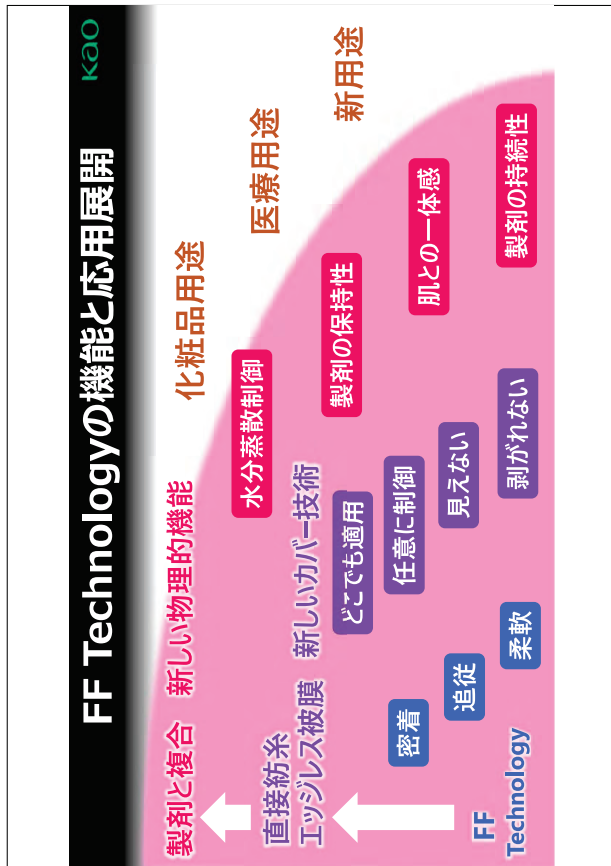 FF Technologyの機能と応用展開
kao
製剤と複合
新しい物理的機能
化粧品用途
医療用途
新用途
水分蒸散制御
製剤の保持性
肌との一体感
製剤の持続性
直接紡糸
エッジレス被膜
新しいカバー技術
どこでも適用
任意に制御
見えない
剥がれない
密着
追従
柔軟
FF
Technology